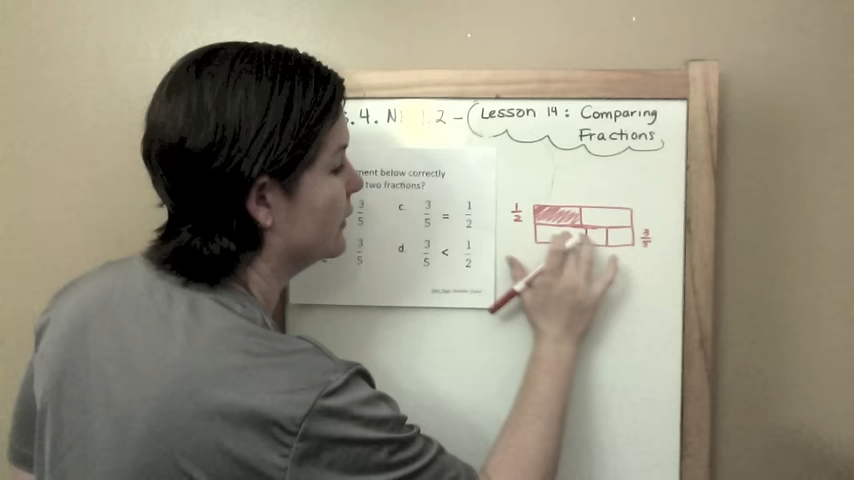 .4.N 1.2 - Lesson 14: Comparing
Fractions
ment below correctly
two fractions?
3/5 c. 3/5 = 1/2
3/5 d. 3/5 < 1/2
1/2
3/5